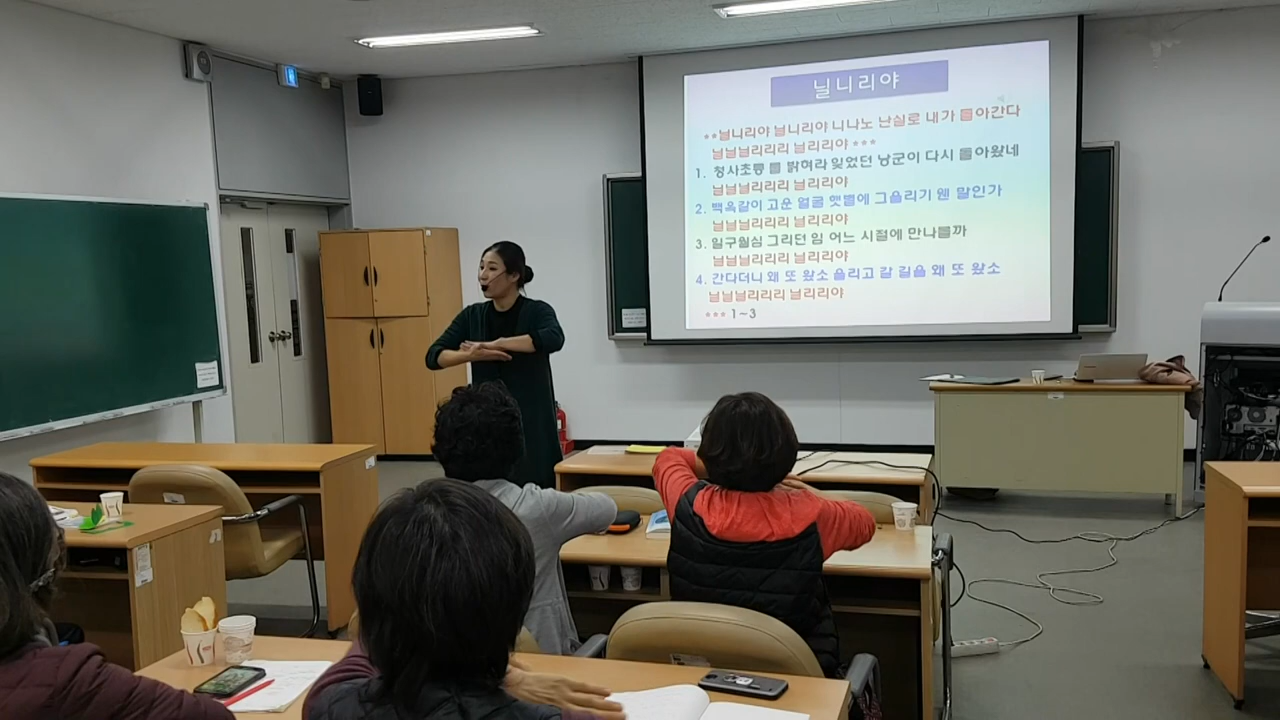 닐니리야
**닐니리야 닐니리야 니나노 난실로 내가 돌아간다
닐닐닐리리리 닐리리야 ***
1. 청사초롱 를 밝혀라 잊었던 낭군이 다시 돌아왔네
닐닐닐리리리 닐리리야
2. 백옥같이 고운 얼굴 햇볕에 그을리기 웬 말인가
닐닐닐리리리 닐리리야
3. 일구월심 그리던 임 어느 시절에 만나볼까
닐닐닐리리리 닐리리야
4. 간다더니 왜 또 왔소 울리고 갈 길을 왜 또 왔소
닐닐닐리리리 닐리리야
*** 1~3